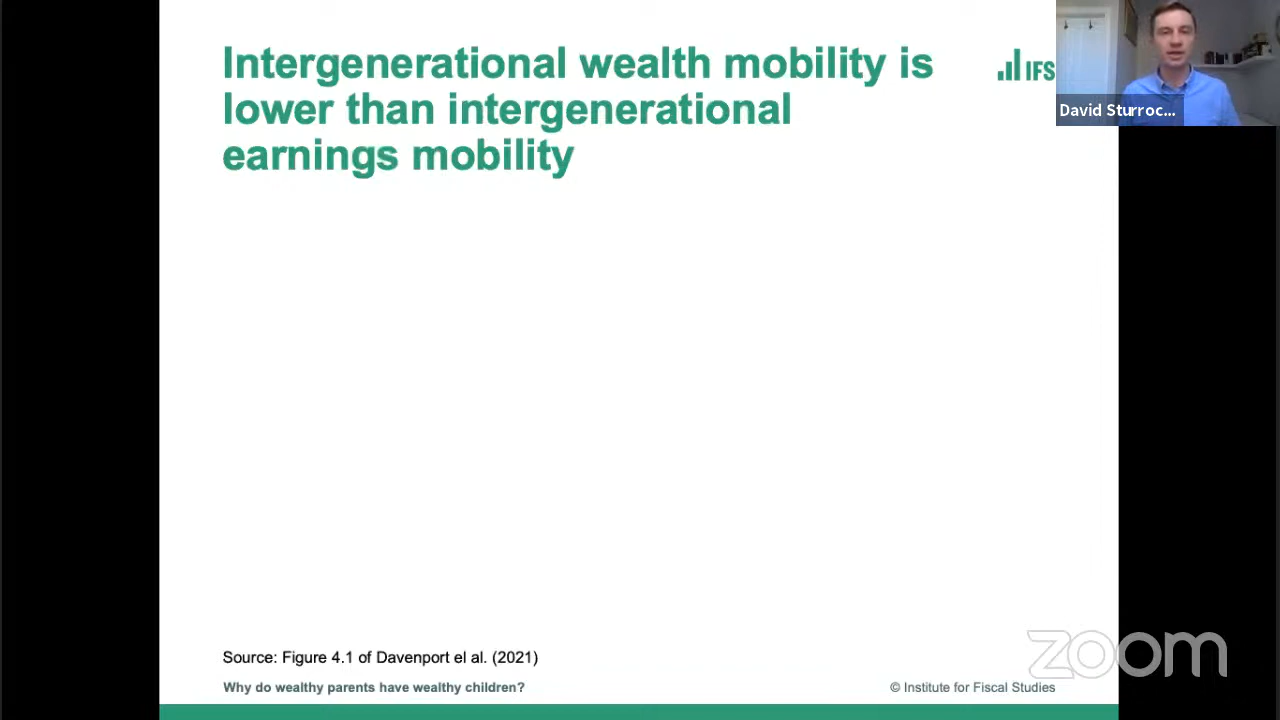 Intergenerational wealth mobility is
lower than intergenerational
earnings mobility
IFS
David Sturroc...
Source: Figure 4.1 of Davenport el al. (2021)
zoom
Why do wealthy parents have wealthy children?
© Institute for Fiscal Studies